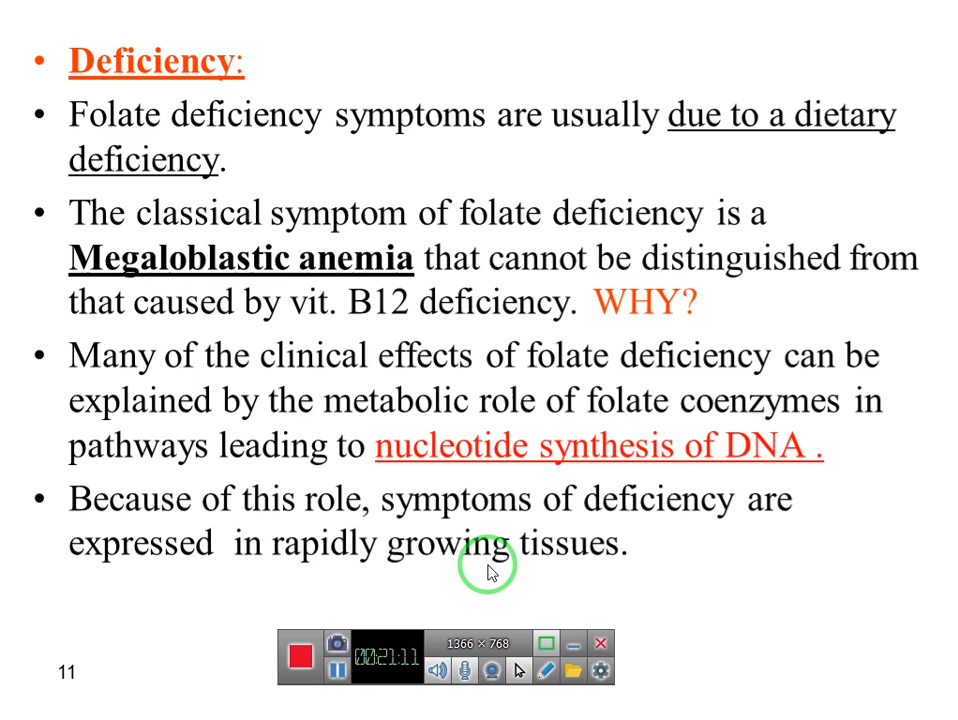 • Deficiency:
• Folate deficiency symptoms are usually due to a dietary
deficiency.
• The classical symptom of folate deficiency is a
Megaloblastic anemia that cannot be distinguished from
that caused by vit. B12 deficiency. WHY?
• Many of the clinical effects of folate deficiency can be
explained by the metabolic role of folate coenzymes in
pathways leading to nucleotide synthesis of DNA .
• Because of this role, symptoms of deficiency are
expressed in rapidly growing tissues.
1366 × 768
00:21:11
11